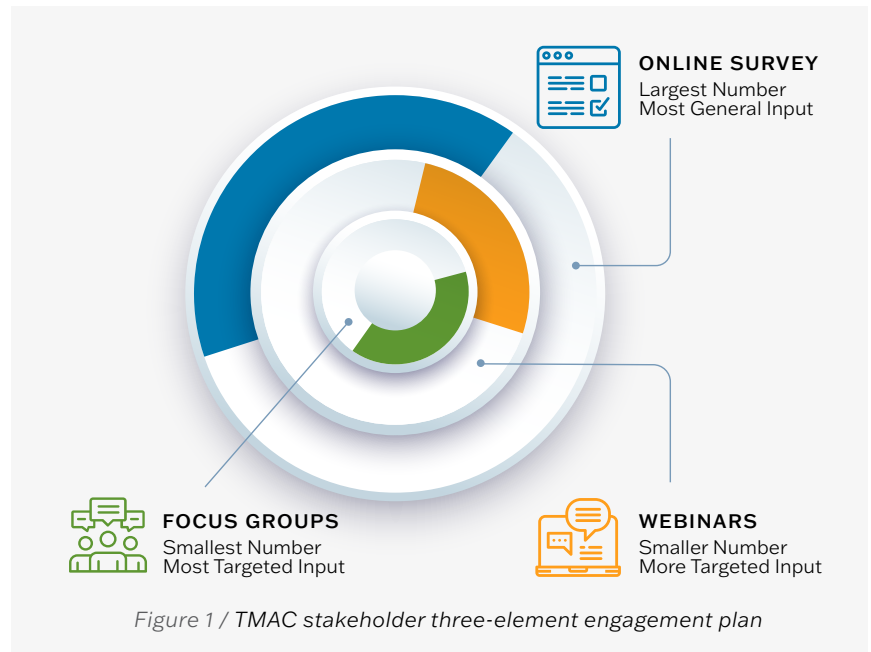 ONLINE SURVEY
Largest Number
Most General Input
FOCUS GROUPS
Smallest Number
Most Targeted Input
WEBINARS
Smaller Number
More Targeted Input
Figure 1 / TMAC stakeholder three-element engagement plan